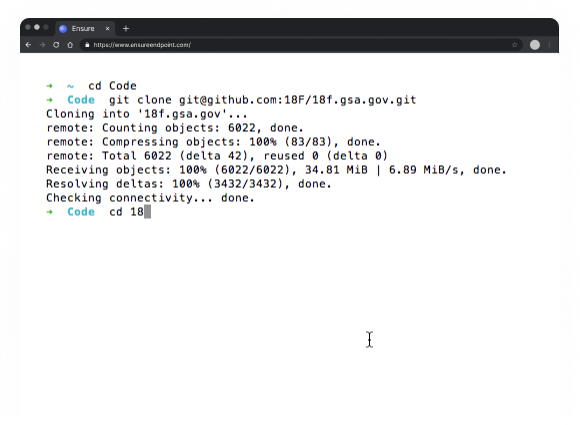 Ensure
https://www.ensureendpoint.com/
→ ~ cd Code
→ Code git clone git@github.com:18F/18f.gsa.gov.git
Cloning into '18f.gsa.gov'...
remote: Counting objects: 6022, done.
remote: Compressing objects: 100% (83/83), done.
remote: Total 6022 (delta 42), reused 0 (delta 0)
Receiving objects: 100% (6022/6022), 34.81 MiB | 6.89 MiB/s, done.
Resolving deltas: 100% (3432/3432), done.
Checking connectivity... done.
→ Code cd 18